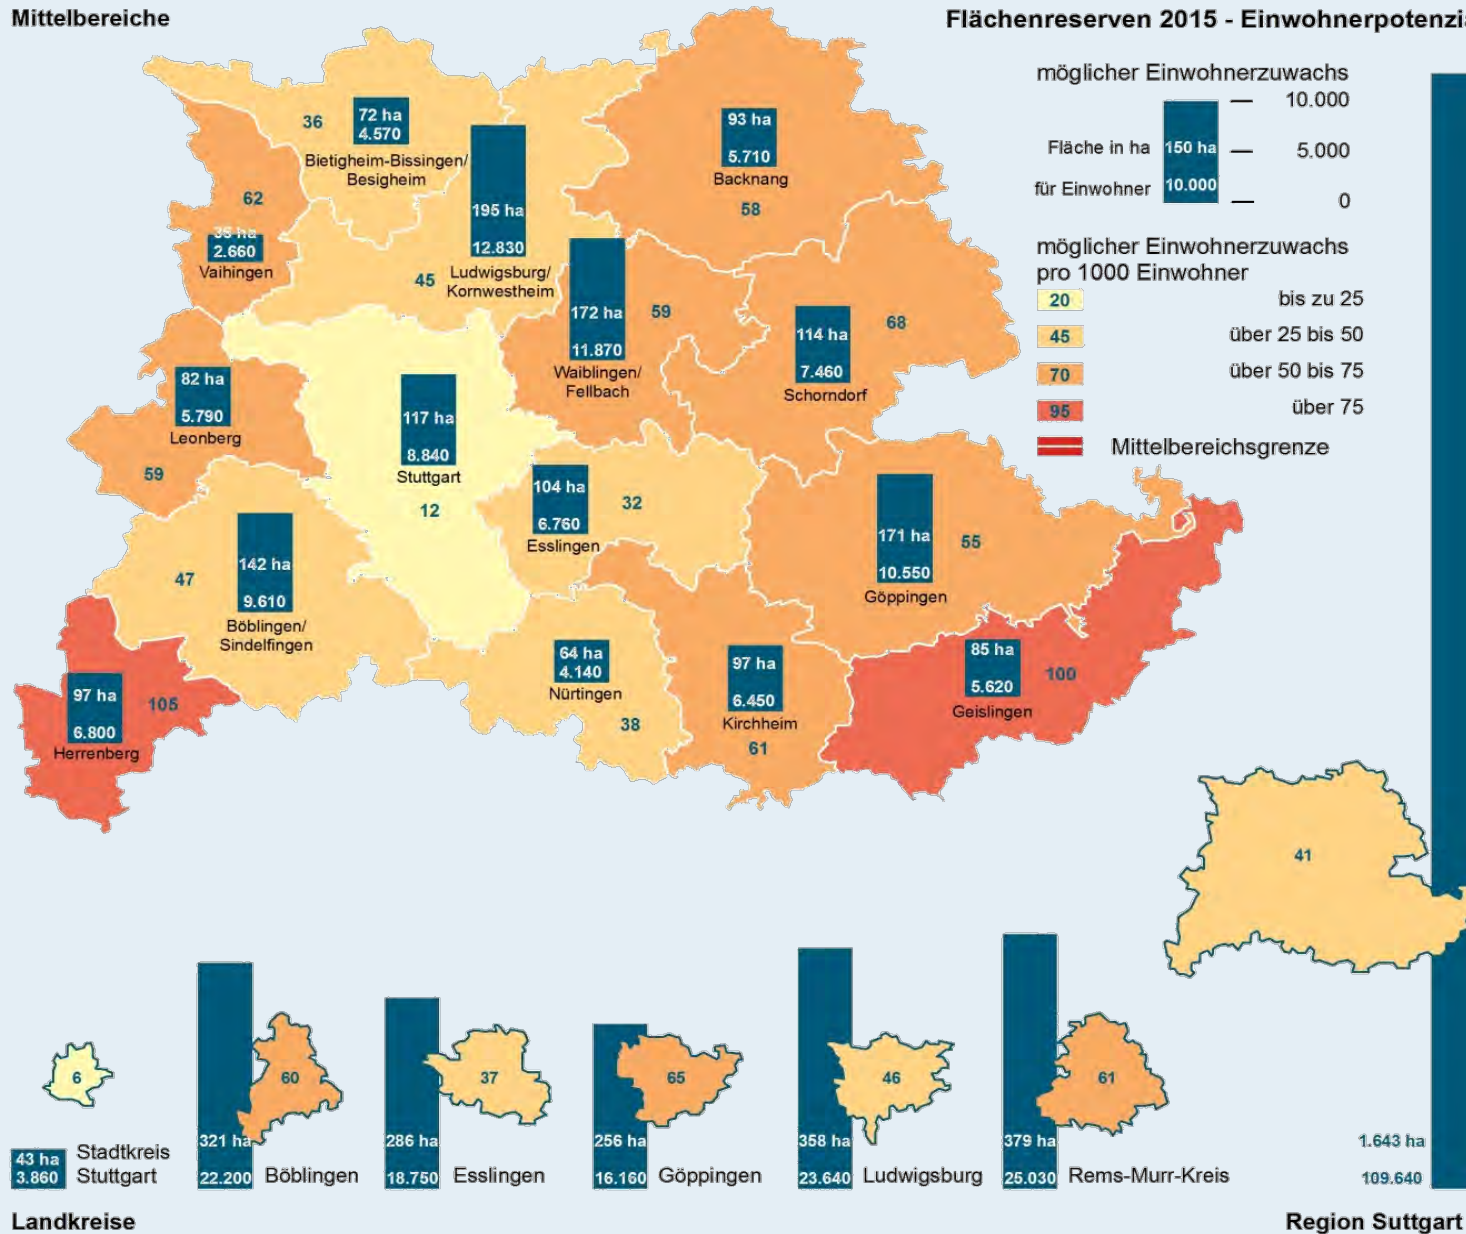 Mittelbereiche
Flächenreserven 2015 - Einwohnerpotenzia
möglicher Einwohnerzuwachs
10.000
Fläche in ha
150 ha
5.000
für Einwohner
10.000
0
möglicher Einwohnerzuwachs
pro 1000 Einwohner
20
bis zu 25
45
über 25 bis 50
70
über 50 bis 75
95
über 75
Mittelbereichsgrenze
36
72 ha
4.570
Bietigheim-Bissingen/
Besigheim
195 ha
12.830
Ludwigsburg/
Kornwestheim
45
93 ha
5.710
Backnang
58
62
35 ha
2.660
Vaihingen
172 ha
11.870
Waiblingen/
Fellbach
59
114 ha
7.460
Schorndorf
68
82 ha
5.790
Leonberg
59
117 ha
8.840
Stuttgart
12
104 ha
6.760
Esslingen
32
171 ha
10.550
Göppingen
55
47
142 ha
9.610
Böblingen/
Sindelfingen
64 ha
4.140
Nürtingen
38
97 ha
6.450
Kirchheim
61
85 ha
5.620
Geislingen
100
97 ha
6.800
Herrenberg
105
41
6
43 ha
3.860
Stadtkreis
Stuttgart
60
321 ha
22.200
Böblingen
37
286 ha
18.750
Esslingen
65
256 ha
16.160
Göppingen
46
358 ha
23.640
Ludwigsburg
61
379 ha
25.030
Rems-Murr-Kreis
1.643 ha
109.640
Landkreise
Region Suttgart